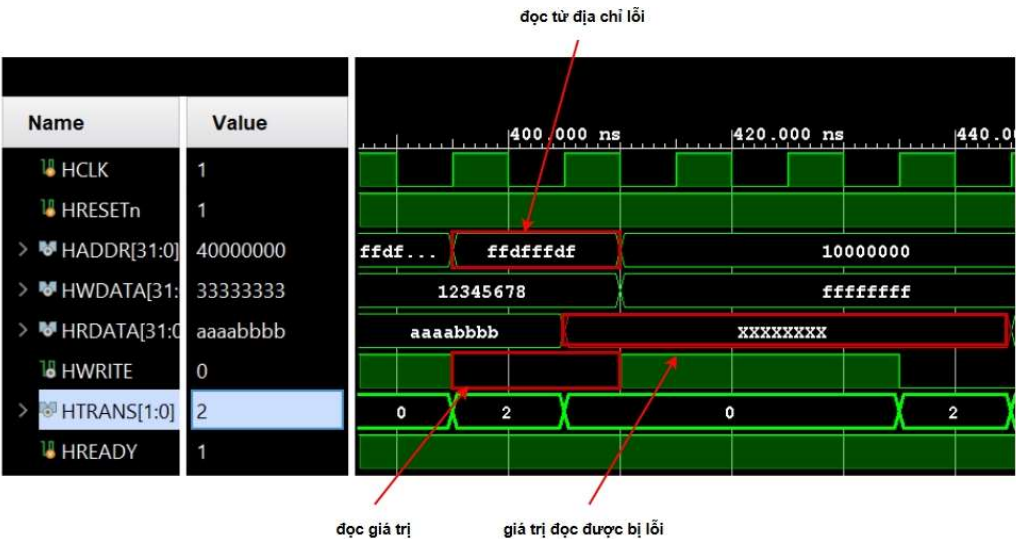 đọc từ địa chỉ lỗi
Name Value
400.000 ns 420.000 ns 440.0
HCLK 1
HRESETn 1
HADDR[31:0] 40000000 ffdf... ffdfffdf 10000000
HWDATA[31: 33333333 12345678 ffffffff
HRDATA[31:0 aaaabbbb aaaabbbb XXXXXXXX
HWRITE 0
HTRANS[1:0] 2 0 2 0 2
HREADY 1
đọc giá trị giá trị đọc được bị lỗi